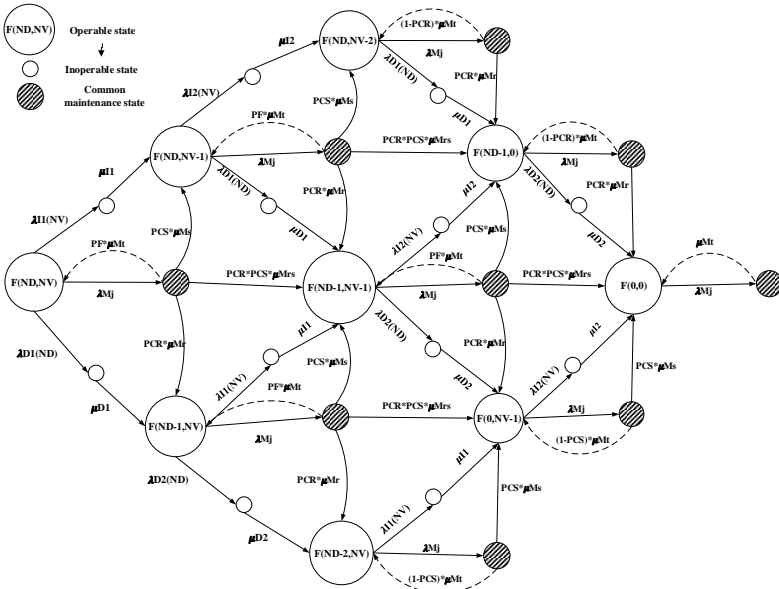 F(ND,NV)
Operable state
Inoperable state
Common
maintenance state
μI2
λI2(NV)
F(ND,NV-2)
(1-PCR)*μMt
λMj
λD1(ND)
μD1
PCR*μMr
PCS*μMs
PF*μMt
F(ND,NV-1)
λMj
PCR*PCS*μMrs
F(ND-1,0)
(1-PCR)*μMt
λMj
μI1
λI1(NV)
λD1(ND)
μD1
PCR*μMr
μI2
λI2(NV)
λD2(ND)
μD2
PCR*μMr
PCS*μMs
PF*μMt
F(ND,NV)
λMj
PCR*PCS*μMrs
F(ND-1,NV-1)
PCS*μMs
PF*μMt
λMj
PCR*PCS*μMrs
F(0,0)
μMt
λMj
λD1(ND)
μD1
PCR*μMr
μI1
λI1(NV)
PCS*μMs
λD2(ND)
μD2
PCR*μMr
μI2
λI2(NV)
PCS*μMs
F(ND-1,NV)
PF*μMt
λMj
PCR*PCS*μMrs
F(0,NV-1)
λMj
(1-PCS)*μMt
λD2(ND)
μD2
PCR*μMr
μI1
λI1(NV)
PCS*μMs
F(ND-2,NV)
λMj
(1-PCS)*μMt